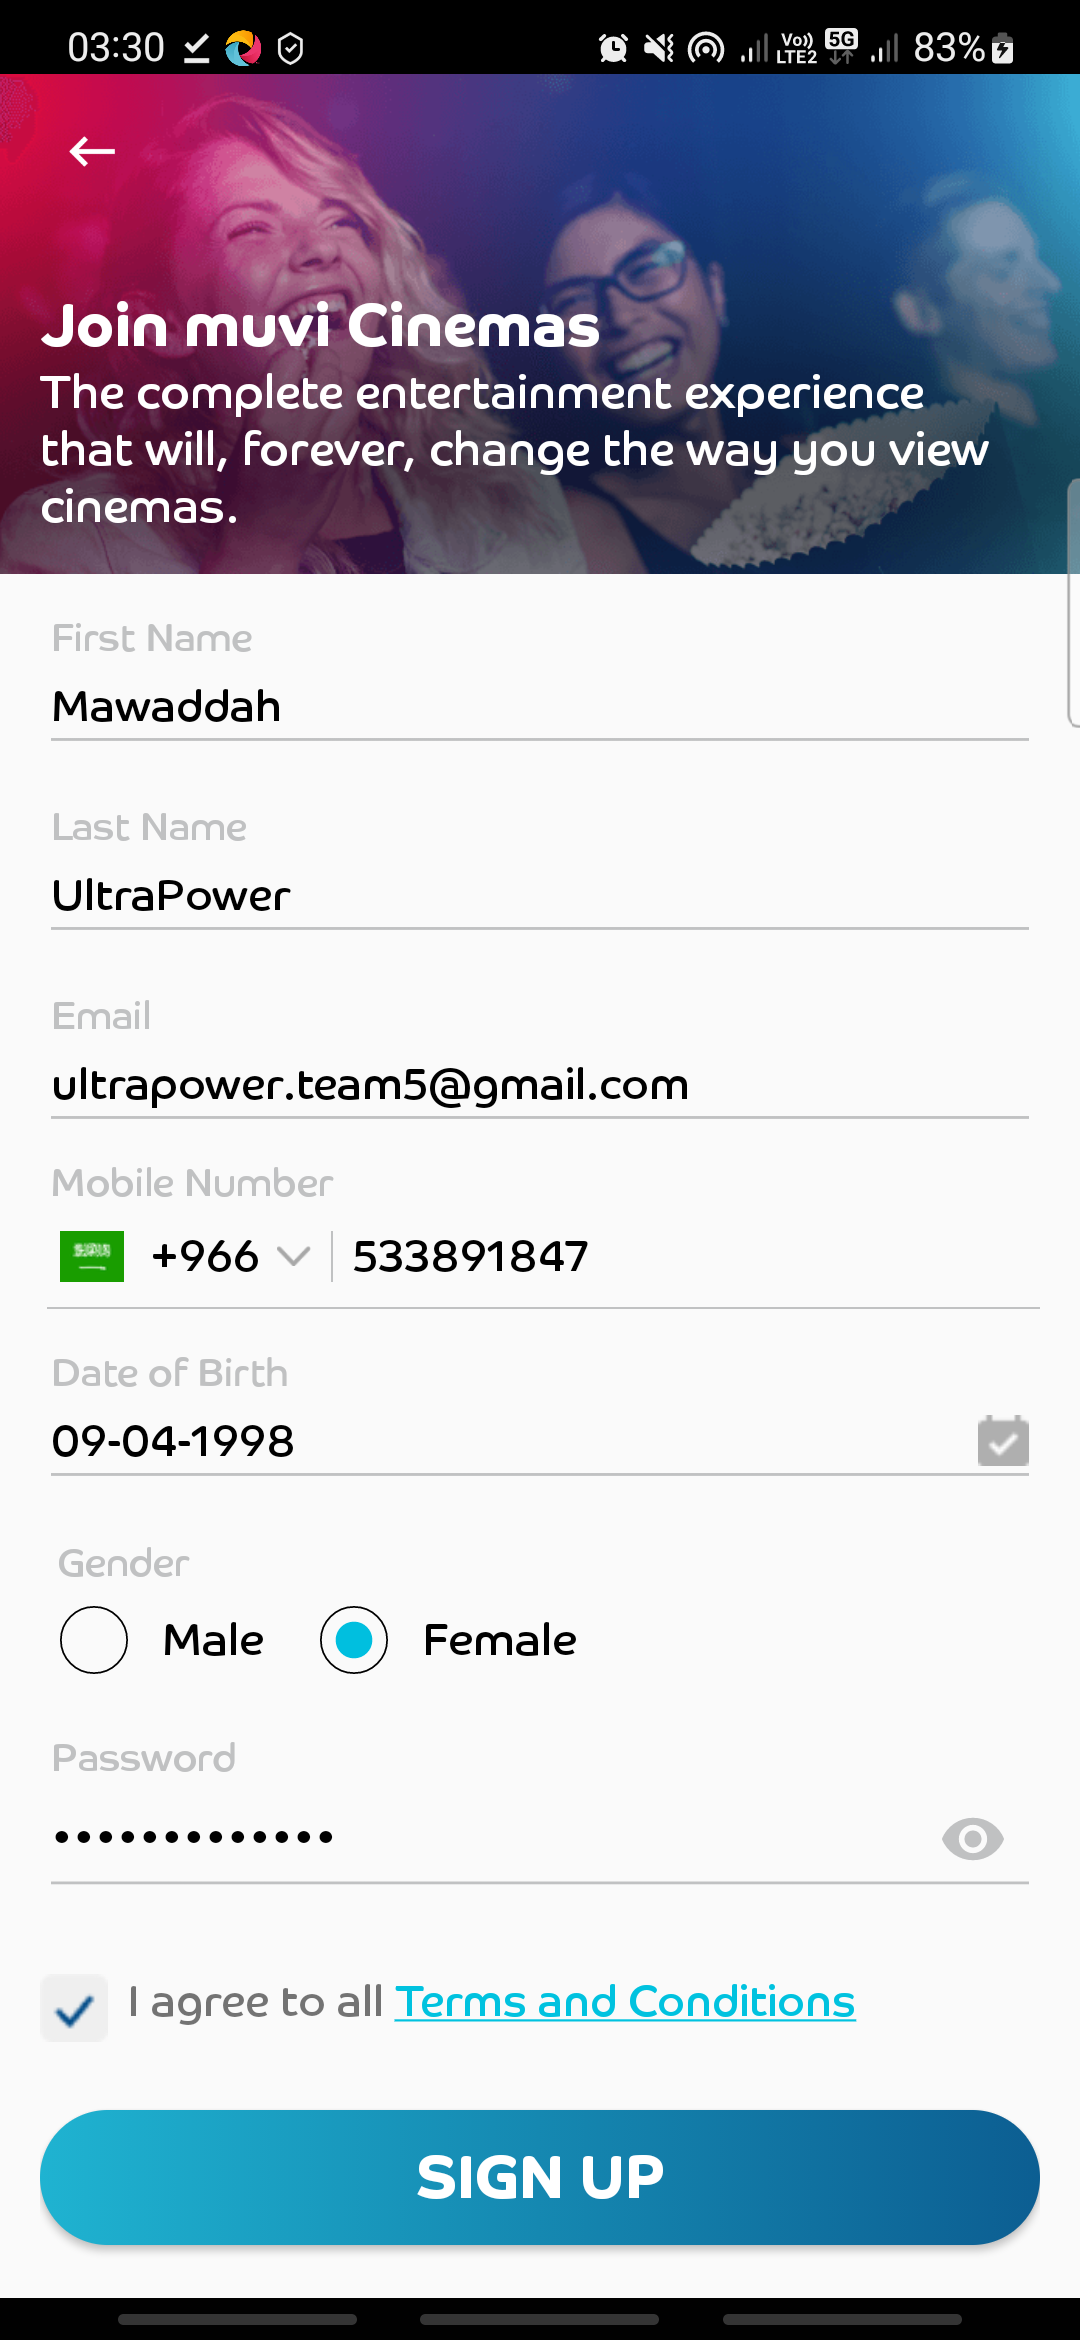 03:30
Vo))
LTE2
5G
83%
Join muvi Cinemas
The complete entertainment experience
that will, forever, change the way you view
cinemas.
First Name
Mawaddah
Last Name
UltraPower
Email
ultrapower.team5@gmail.com
Mobile Number
+966 533891847
Date of Birth
09-04-1998
Gender
Male Female
Password
•••••••••••••
I agree to all Terms and Conditions
SIGN UP